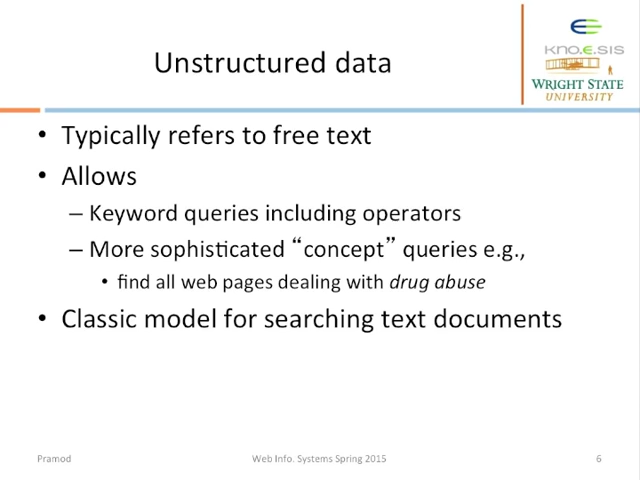 Unstructured data
kno.e.sis
WRIGHT STATE
UNIVERSITY
• Typically refers to free text
• Allows
– Keyword queries including operators
– More sophisticated “concept” queries e.g.,
• find all web pages dealing with drug abuse
• Classic model for searching text documents
Pramod
Web Info. Systems Spring 2015
6